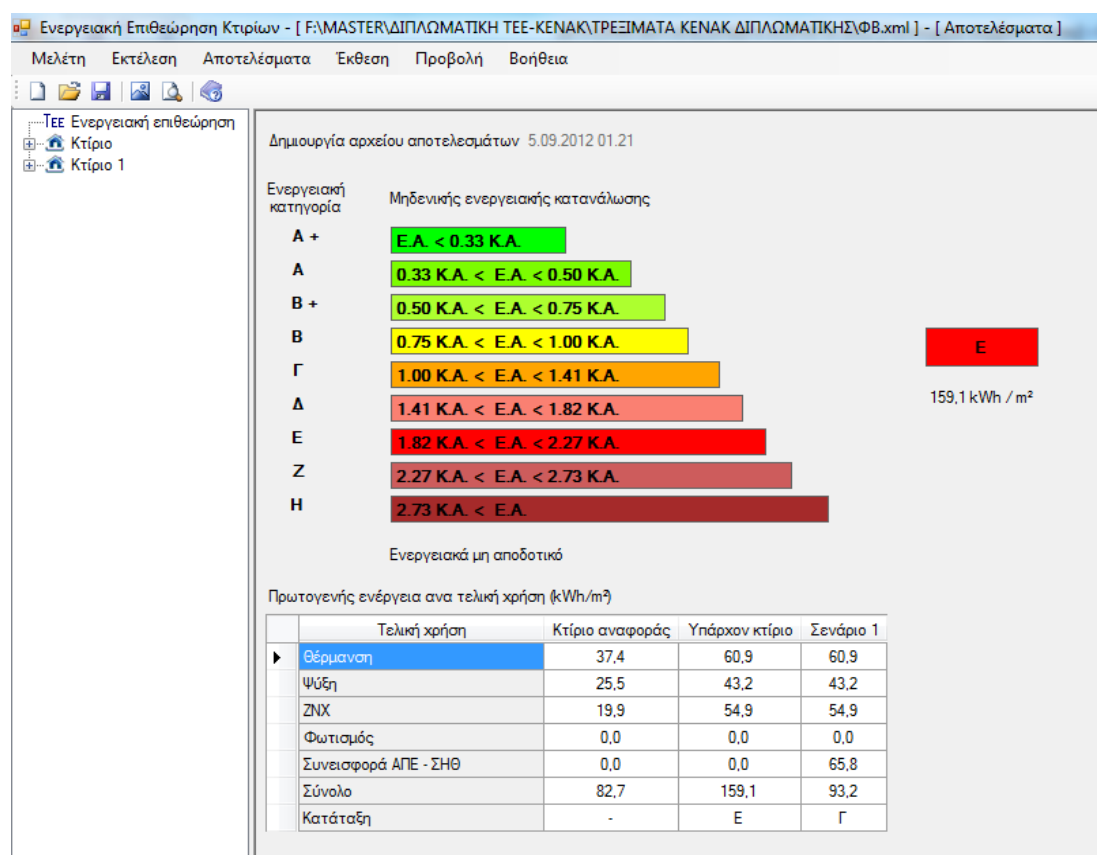 Ενεργειακή Επιθεώρηση Κτιρίων - [ F:\MASTER\ΔΙΠΛΩΜΑΤΙΚΗ ΤΕΕ-ΚΕΝΑΚ\ΤΡΕΞΙΜΑΤΑ ΚΕΝΑΚ ΔΙΠΛΩΜΑΤΙΚΗΣ\ΦΒ.xml ] - [ Αποτελέσματα ]
Μελέτη Εκτέλεση Αποτελέσματα Έκθεση Προβολή Βοήθεια
ΤΕΕ Ενεργειακή επιθεώρηση
Κτίριο
Κτίριο 1
Δημιουργία αρχείου αποτελεσμάτων 5.09.2012 01.21
Ενεργειακή κατηγορία Μηδενικής ενεργειακής κατανάλωσης
Α + Ε.Α. < 0.33 Κ.Α.
Α 0.33 Κ.Α. < Ε.Α. < 0.50 Κ.Α.
Β + 0.50 Κ.Α. < Ε.Α. < 0.75 Κ.Α.
Β 0.75 Κ.Α. < Ε.Α. < 1.00 Κ.Α.
Ε
Γ 1.00 Κ.Α. < Ε.Α. < 1.41 Κ.Α.
Δ 1.41 Κ.Α. < Ε.Α. < 1.82 Κ.Α.
159,1 kWh / m²
Ε 1.82 Κ.Α. < Ε.Α. < 2.27 Κ.Α.
Ζ 2.27 Κ.Α. < Ε.Α. < 2.73 Κ.Α.
Η 2.73 Κ.Α. < Ε.Α.
Ενεργειακά μη αποδοτικό
Πρωτογενής ενέργεια ανα τελική χρήση (kWh/m²)
Τελική χρήση Κτίριο αναφοράς Υπάρχον κτίριο Σενάριο 1
Θέρμανση 37,4 60,9 60,9
Ψύξη 25,5 43,2 43,2
ΖΝΧ 19,9 54,9 54,9
Φωτισμός 0,0 0,0 0,0
Συνεισφορά ΑΠΕ - ΣΗΘ 0,0 0,0 65,8
Σύνολο 82,7 159,1 93,2
Κατάταξη - Ε Γ